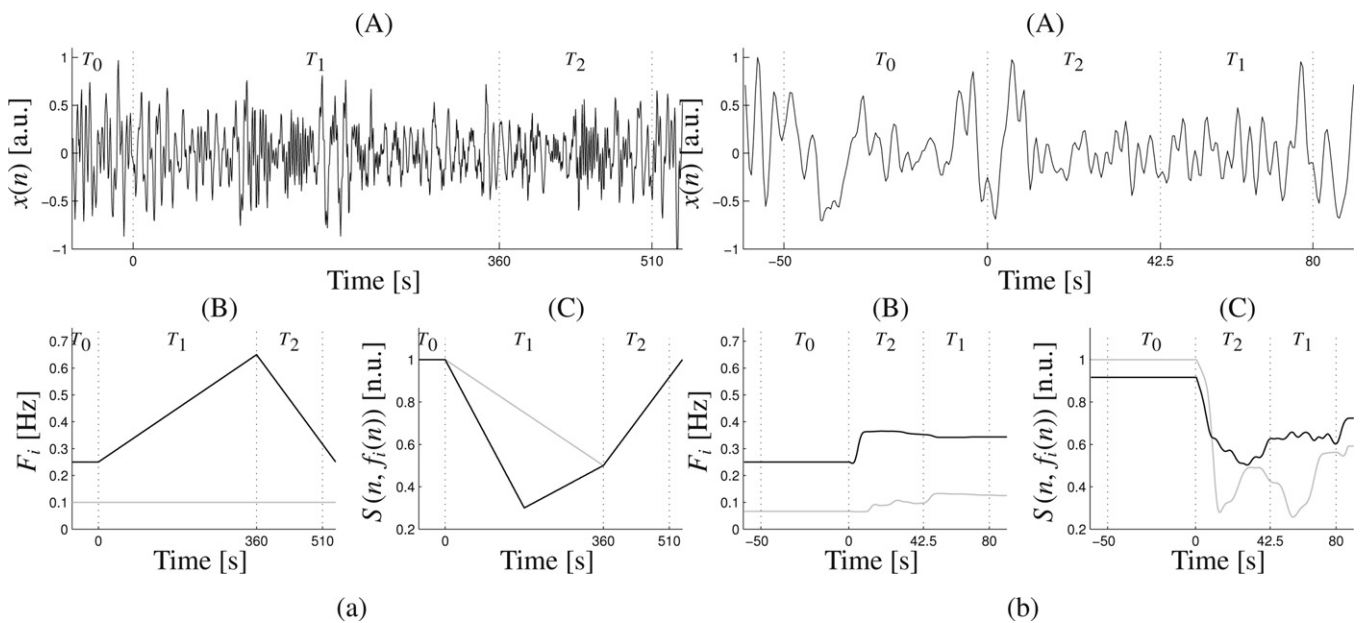 (A)
T0 T1 T2
1
0.5
0
−0.5
−1
x(n) [a.u.]
0 360 510
Time [s]
(A)
T0 T2 T1
1
0.5
0
−0.5
−1
x(n) [a.u.]
−50 0 42.5 80
Time [s]
(B)
T0 T1 T2
0.7
0.6
0.5
0.4
0.3
0.2
0.1
0
Fi [Hz]
0 360 510
Time [s]
(C)
T0 T1 T2
1
0.8
0.6
0.4
0.2
S (n, fi(n)) [n.u.]
0 360 510
Time [s]
(B)
T0 T2 T1
0.7
0.6
0.5
0.4
0.3
0.2
0.1
0
Fi [Hz]
−50 0 42.5 80
Time [s]
(C)
T0 T2 T1
1
0.8
0.6
0.4
0.2
S (n, fi(n)) [n.u.]
−50 0 42.5 80
Time [s]
(a)
(b)